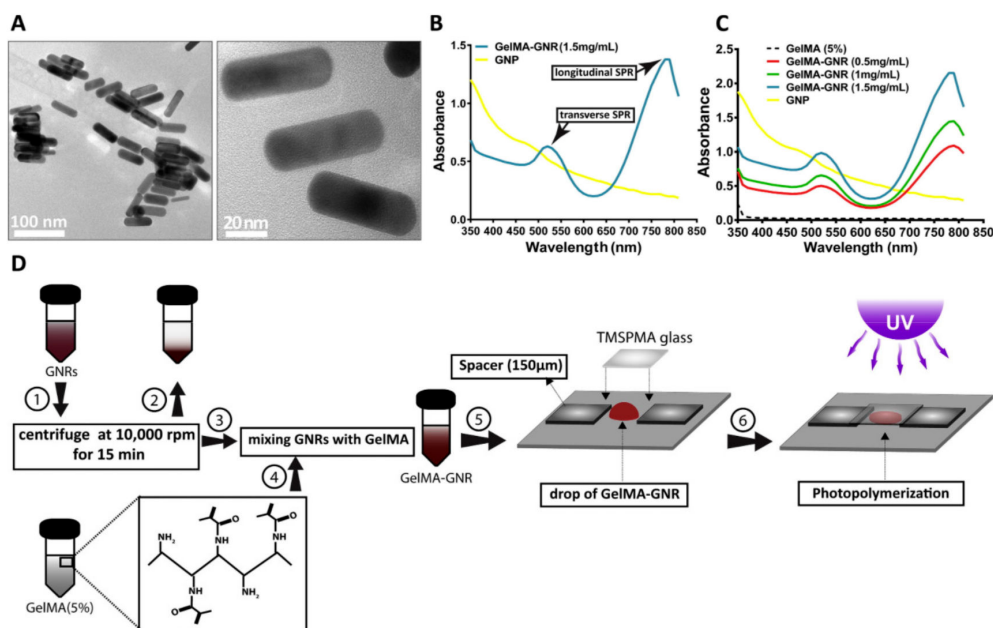 A
100 nm
20 nm
B
GelMA-GNR (1.5mg/mL)
GNP
longitudinal SPR
transverse SPR
Absorbance
1.5
1.0
0.5
0.0
350 400 450 500 550 600 650 700 750 800
Wavelength (nm)
C
GelMA (5%)
GelMA-GNR (0.5mg/mL)
GelMA-GNR (1mg/mL)
GelMA-GNR (1.5mg/mL)
GNP
Absorbance
2.5
2.0
1.5
1.0
0.5
0.0
350 400 450 500 550 600 650 700 750 800
Wavelength (nm)
D
GNRs
1
2
centrifuge at 10,000 rpm
for 15 min
3
mixing GNRs with GelMA
4
GelMA(5%)
NH2
O
NH
O
NH
O
NH
NH2
GelMA-GNR
5
TMSPMA glass
Spacer (150μm)
drop of GelMA-GNR
6
UV
Photopolymerization